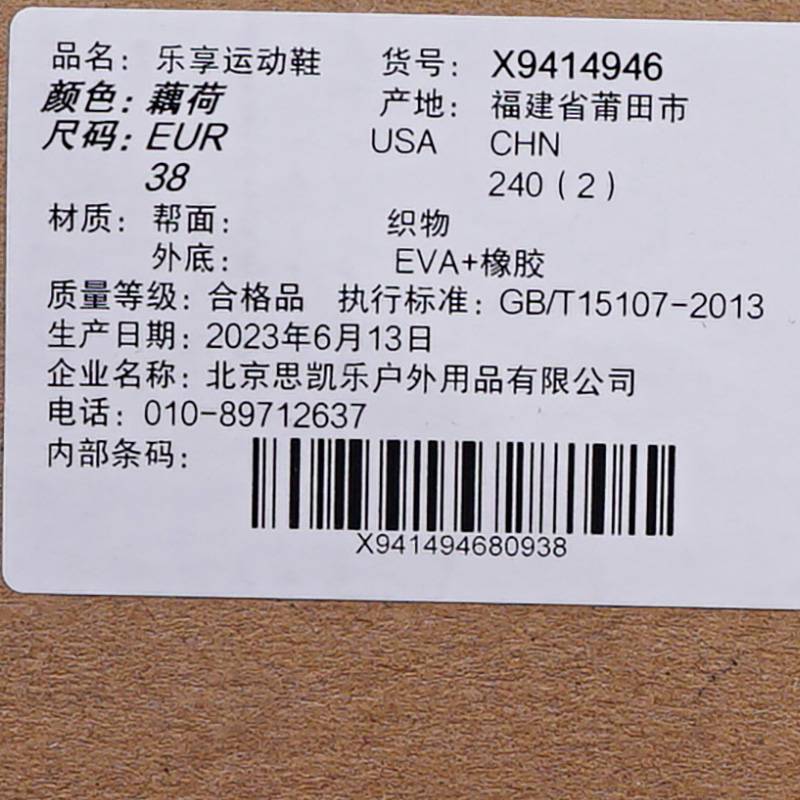 品名：乐享运动鞋 货号：X9414946
颜色：藕荷 产地：福建省莆田市
尺码：EUR USA CHN
38 240（2）
材质：帮面： 织物
外底： EVA+橡胶
质量等级：合格品 执行标准：GB/T15107-2013
生产日期：2023年6月13日
企业名称：北京思凯乐户外用品有限公司
电话：010-89712637
内部条码：
X941494680938